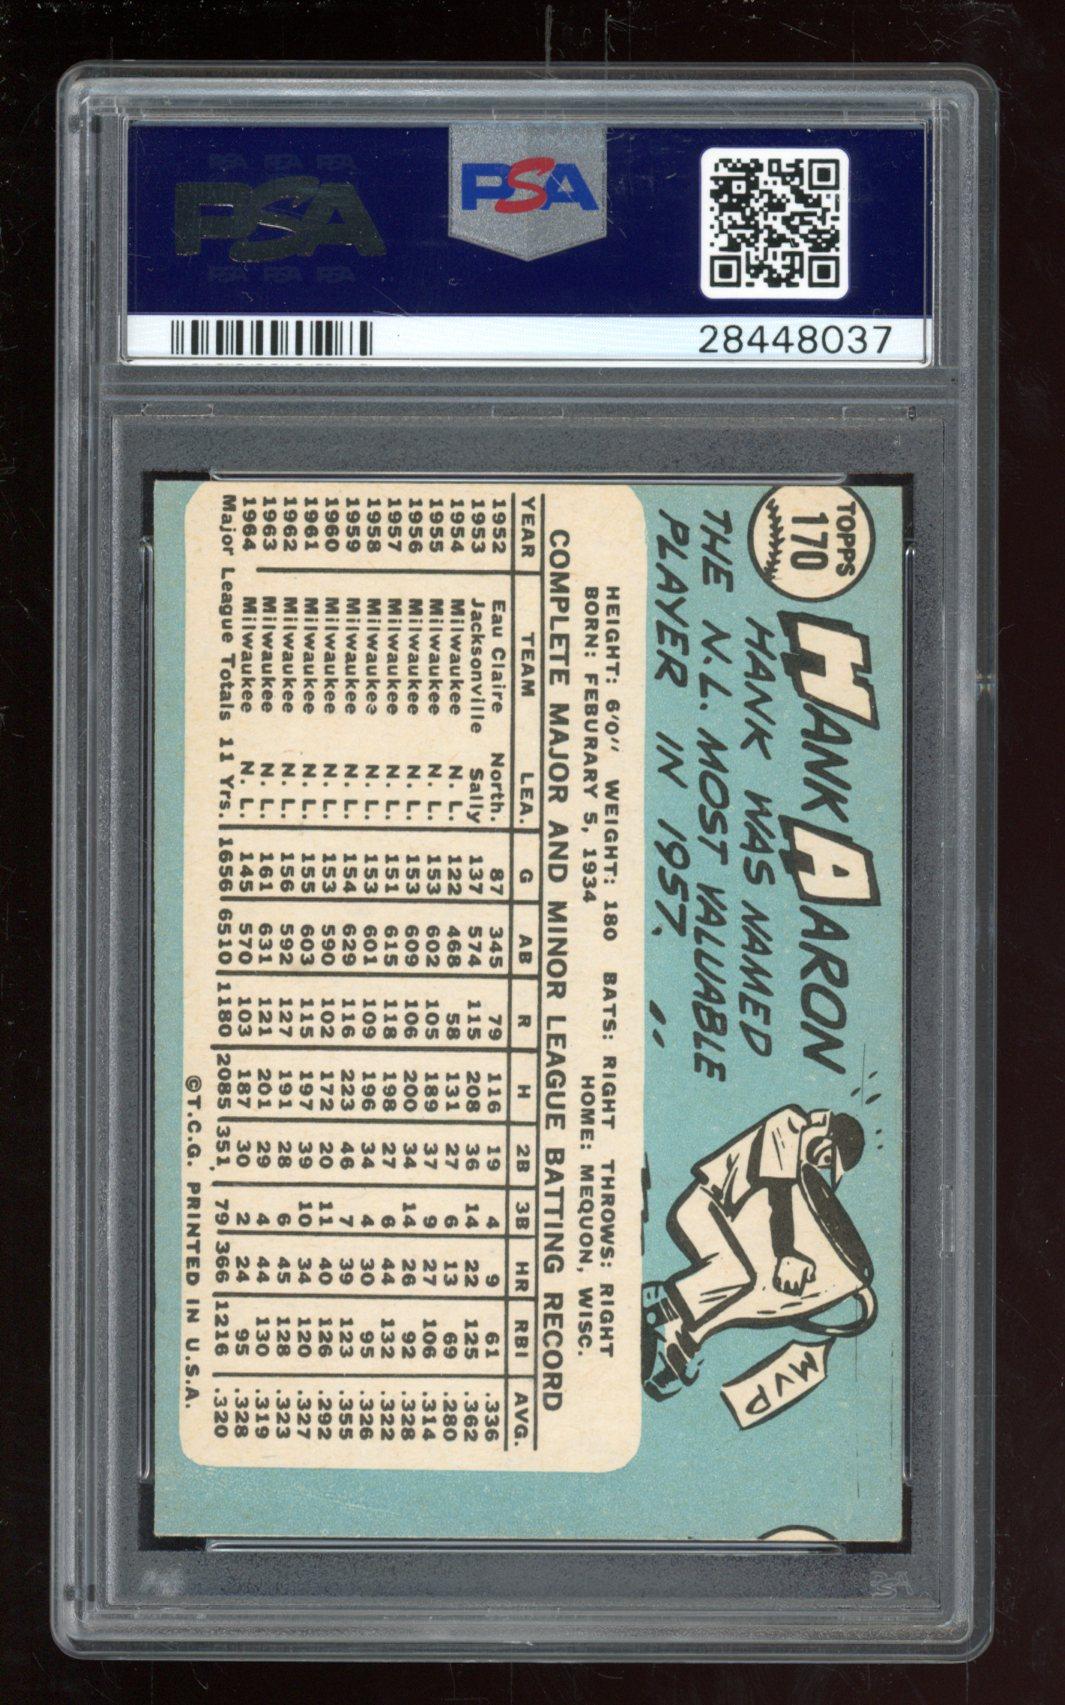 PSA PSA PSA
PSA
PSA PSA PSA
PSA
28448037
TOPPS
170
HANK AARON
HANK WAS NAMED
THE N.L. MOST VALUABLE
PLAYER IN 1957.
MVP
HEIGHT: 6'0" WEIGHT: 180 BATS: RIGHT THROWS: RIGHT
BORN: FEBURARY 5, 1934 HOME: MEQUON, WISC.
COMPLETE MAJOR AND MINOR LEAGUE BATTING RECORD
YEAR TEAM LEA. G AB R H 2B 3B HR RBI AVG.
1952 Eau Claire North. 87 345 79 116 19 4 9 61 .336
1953 Jacksonville Sally 137 574 115 208 36 14 22 125 .362
1954 Milwaukee N. L. 122 468 58 131 27 6 13 69 .280
1955 Milwaukee N. L. 153 602 105 189 37 9 27 106 .314
1956 Milwaukee N. L. 153 609 106 200 34 14 26 92 .328
1957 Milwaukee N. L. 151 615 118 198 27 6 44 132 .322
1958 Milwaukee N. L. 153 601 109 196 34 4 30 95 .326
1959 Milwaukee N. L. 154 629 116 223 46 7 39 123 .355
1960 Milwaukee N. L. 153 590 102 172 20 11 40 126 .292
1961 Milwaukee N. L. 155 603 115 197 39 10 34 120 .327
1962 Milwaukee N. L. 156 592 127 191 28 6 45 128 .323
1963 Milwaukee N. L. 161 631 121 201 29 4 44 130 .319
1964 Milwaukee N. L. 145 570 103 187 30 2 24 95 .328
Major League Totals 11 Yrs. 1656 6510 1180 2085 351 79 366 1216 .320
©T.C.G. PRINTED IN U.S.A.
PSA